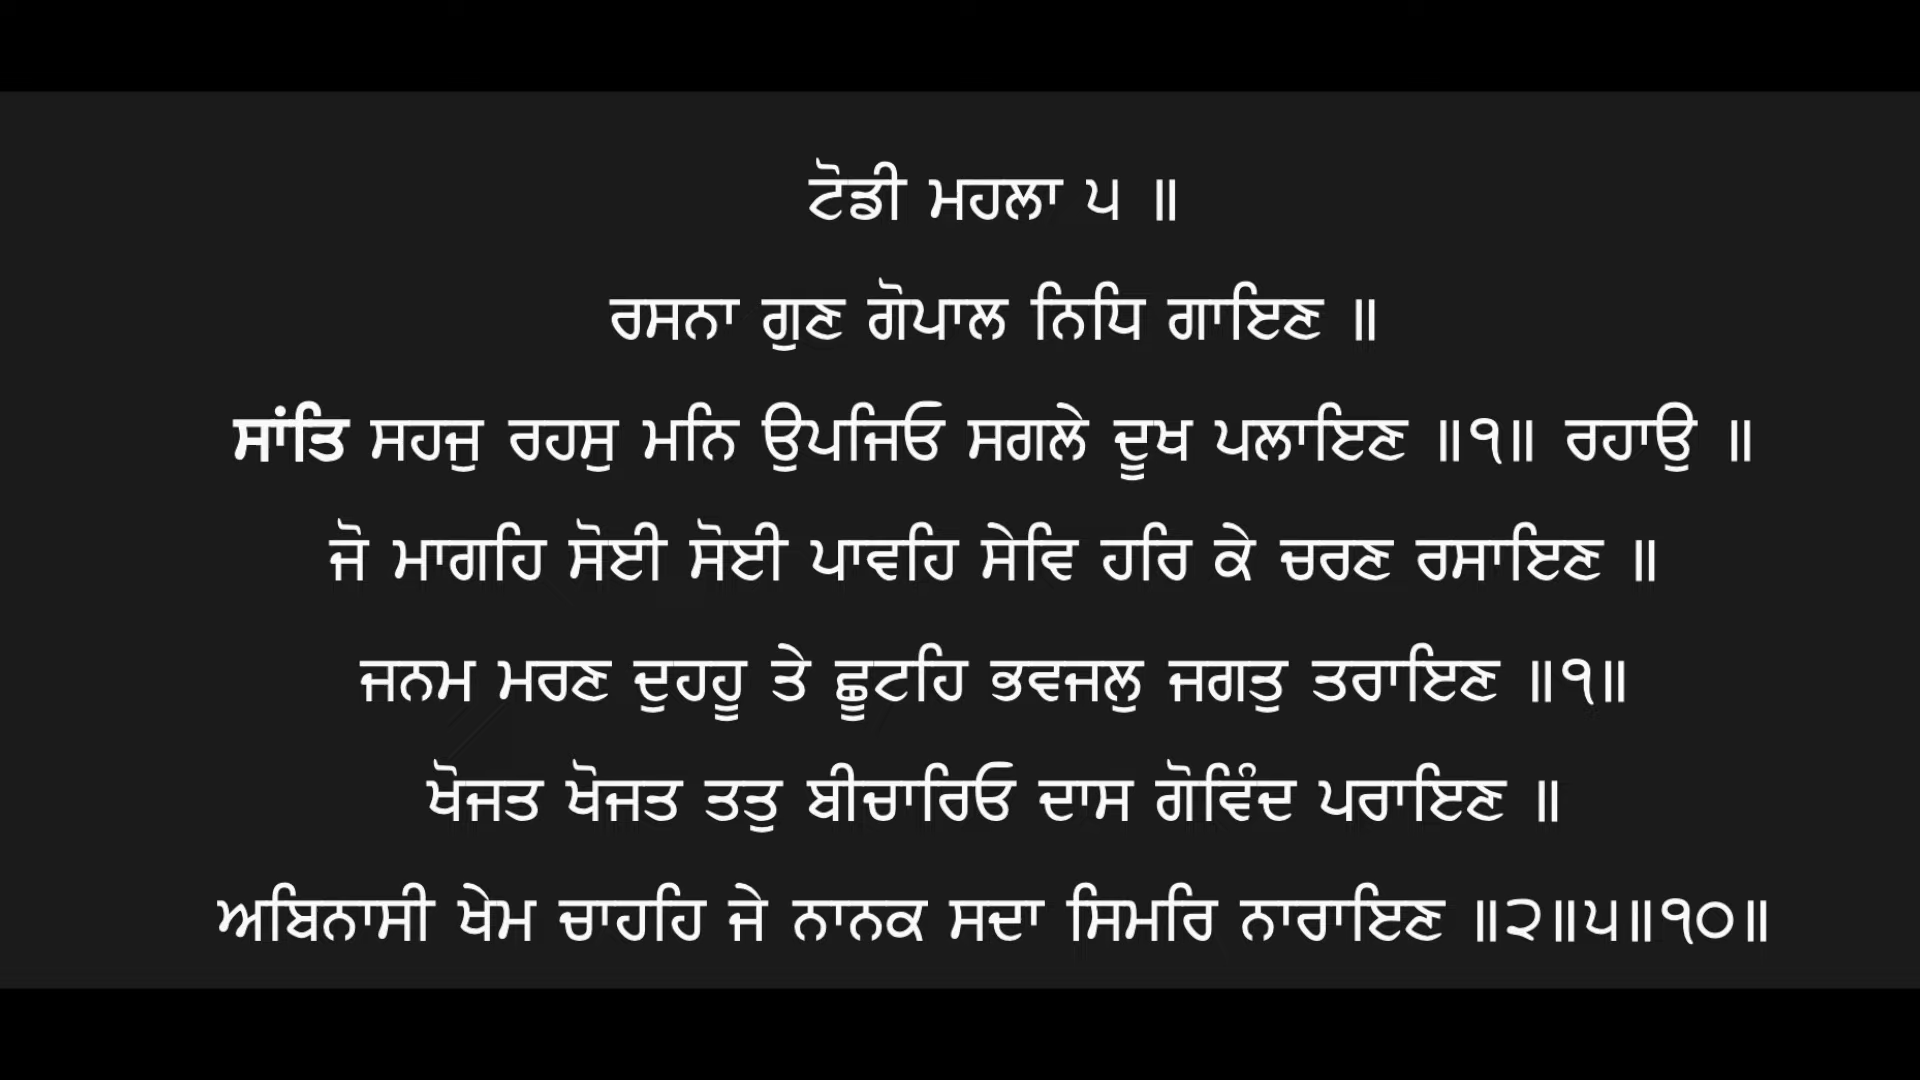 ਟੋਡੀ ਮਹਲਾ ੫ ॥
ਰਸਨਾ ਗੁਣ ਗੋਪਾਲ ਨਿਧਿ ਗਾਇਣ ॥
ਸਾਂਤਿ ਸਹਜੁ ਰਹਸੁ ਮਨਿ ਉਪਜਿਓ ਸਗਲੇ ਦੂਖ ਪਲਾਇਣ ॥੧॥ ਰਹਾਉ ॥
ਜੋ ਮਾਗਹਿ ਸੋਈ ਸੋਈ ਪਾਵਹਿ ਸੇਵਿ ਹਰਿ ਕੇ ਚਰਣ ਰਸਾਇਣ ॥
ਜਨਮ ਮਰਣ ਦੁਹਹੂ ਤੇ ਛੂਟਹਿ ਭਵਜਲੁ ਜਗਤੁ ਤਰਾਇਣ ॥੧॥
ਖੋਜਤ ਖੋਜਤ ਤਤੁ ਬੀਚਾਰਿਓ ਦਾਸ ਗੋਵਿੰਦ ਪਰਾਇਣ ॥
ਅਬਿਨਾਸੀ ਖੇਮ ਚਾਹਹਿ ਜੇ ਨਾਨਕ ਸਦਾ ਸਿਮਰਿ ਨਾਰਾਇਣ ॥੨॥੫॥੧੦॥